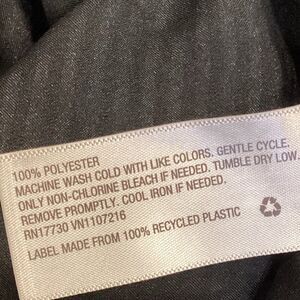 100% POLYESTER
MACHINE WASH COLD WITH LIKE COLORS. GENTLE CYCLE.
ONLY NON-CHLORINE BLEACH IF NEEDED. TUMBLE DRY LOW.
REMOVE PROMPTLY. COOL IRON IF NEEDED.
RN17730 VN1107216
LABEL MADE FROM 100% RECYCLED PLASTIC